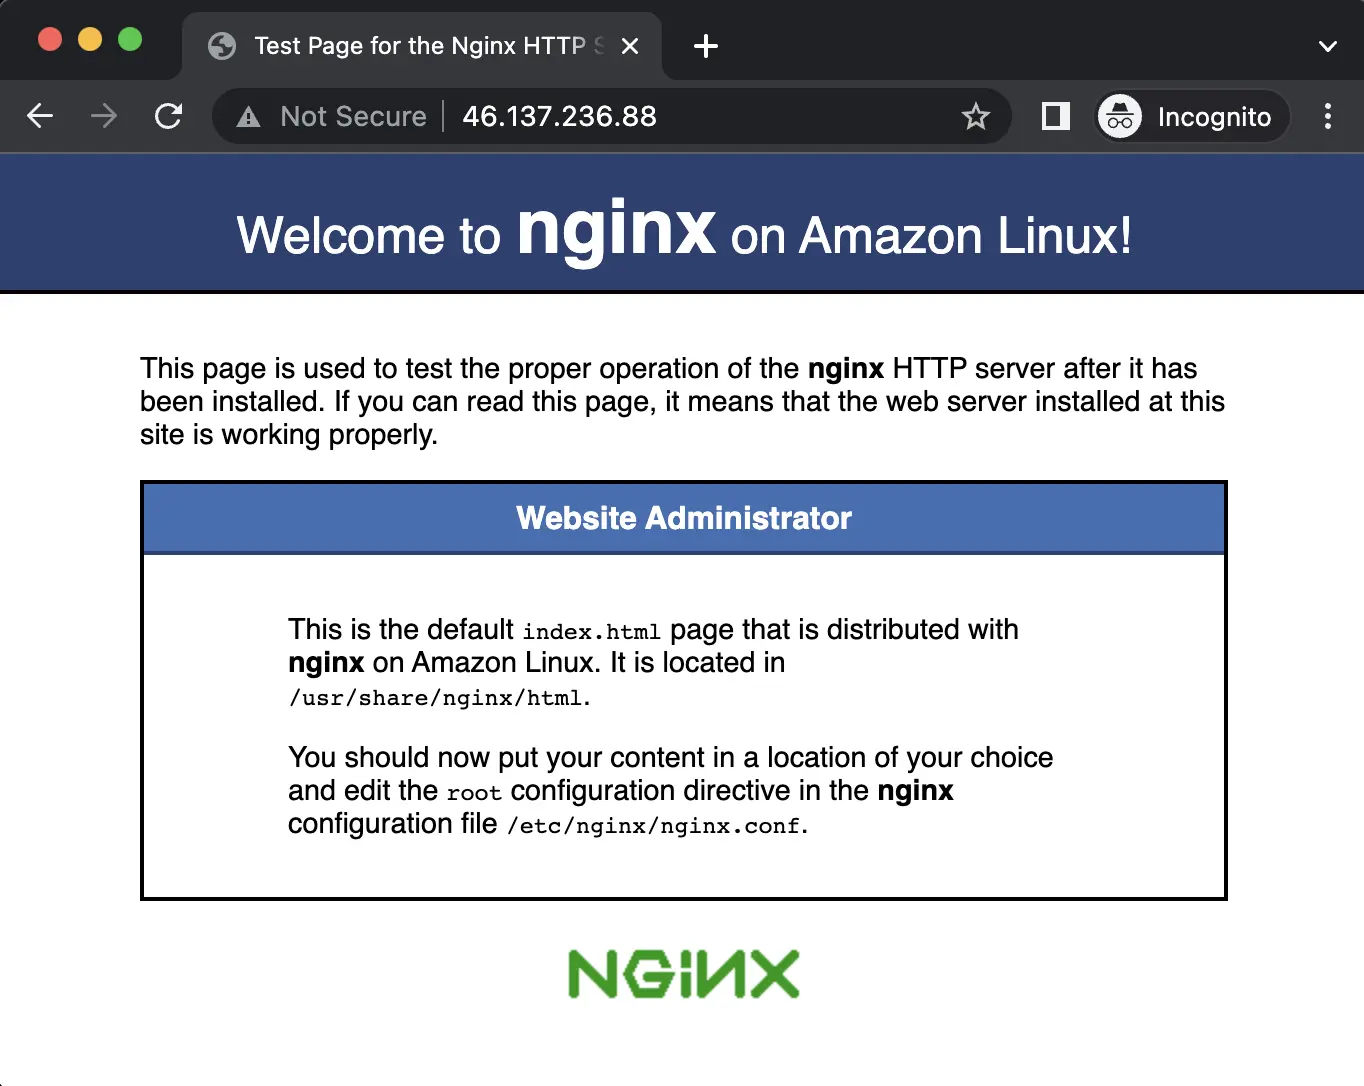 Test Page for the Nginx HTTP S
Not Secure 46.137.236.88
Incognito
Welcome to nginx on Amazon Linux!
This page is used to test the proper operation of the nginx HTTP server after it has
been installed. If you can read this page, it means that the web server installed at this
site is working properly.
Website Administrator
This is the default index.html page that is distributed with
nginx on Amazon Linux. It is located in
/usr/share/nginx/html.
You should now put your content in a location of your choice
and edit the root configuration directive in the nginx
configuration file /etc/nginx/nginx.conf.
NGiNX